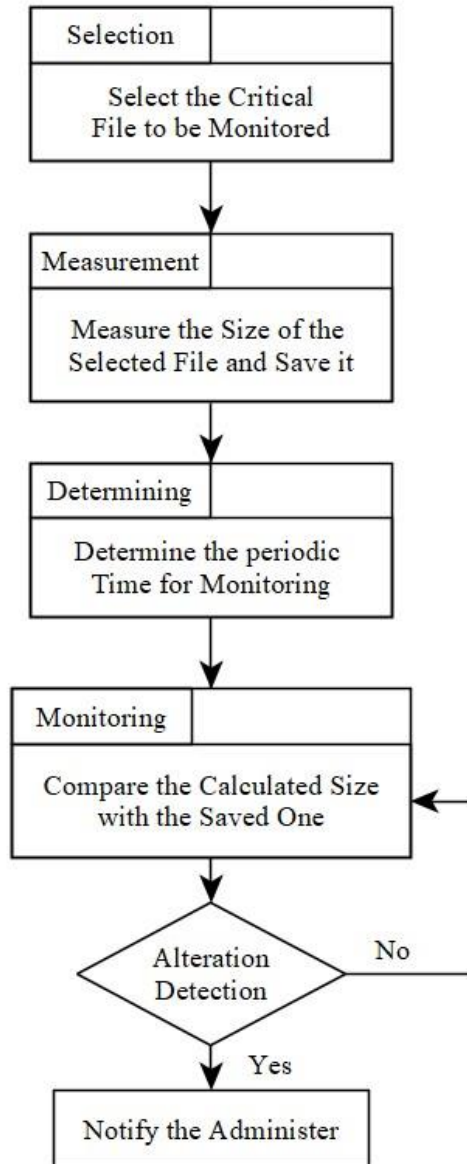 Selection
Select the Critical
File to be Monitored
Measurement
Measure the Size of the
Selected File and Save it
Determining
Determine the periodic
Time for Monitoring
Monitoring
Compare the Calculated Size
with the Saved One
Alteration
Detection
No
Yes
Notify the Administer